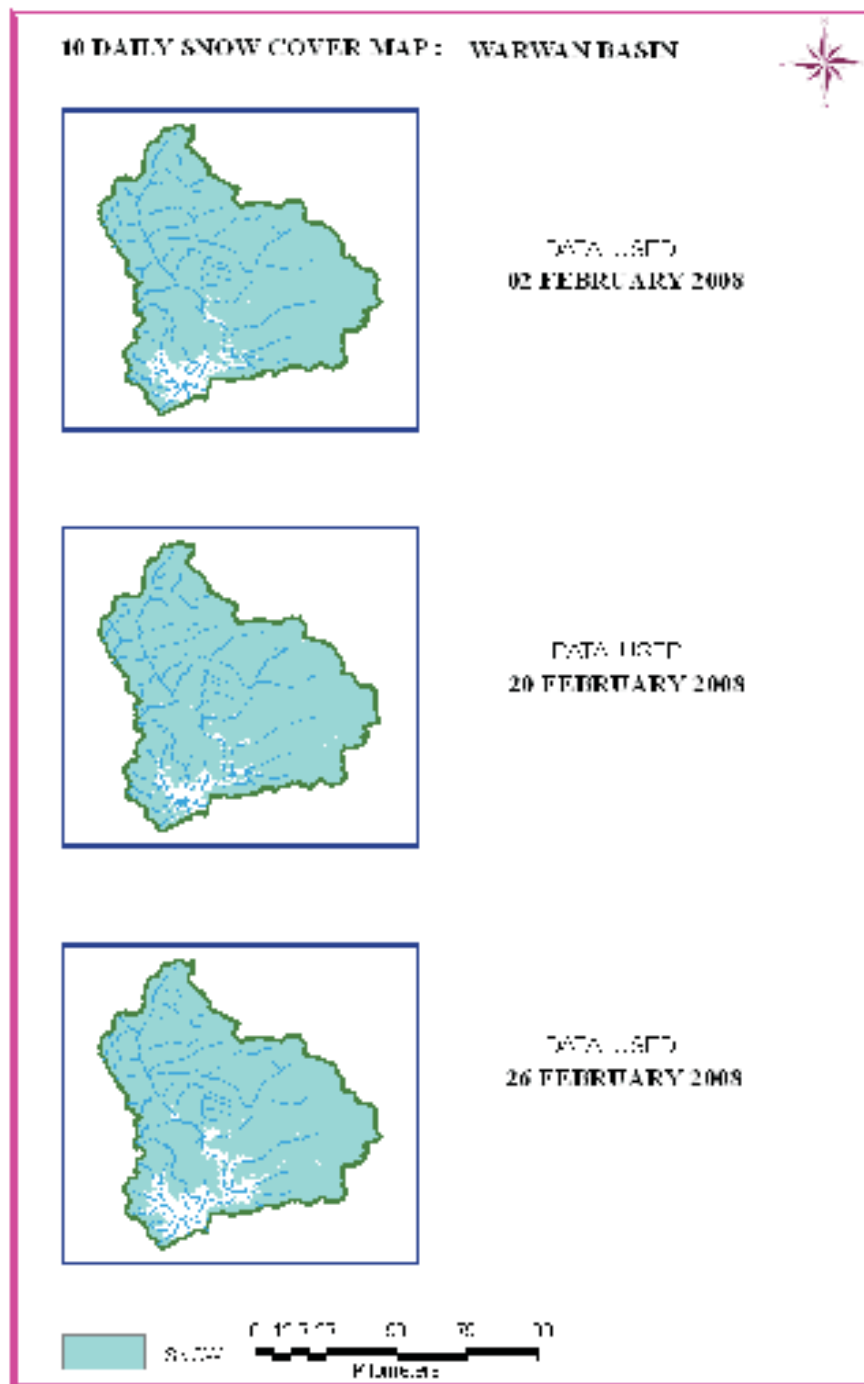 10 DAILY SNOW COVER MAP : WARWAN BASIN
DATA USED
02 FEBRUARY 2008
DATA USED
20 FEBRUARY 2008
DATA USED
26 FEBRUARY 2008
SNOW
Kilometers